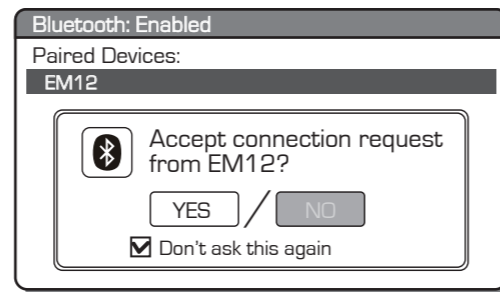 Bluetooth: Enabled
Paired Devices:
EM12
Accept connection request
from EM12?
YES / NO
Don't ask this again